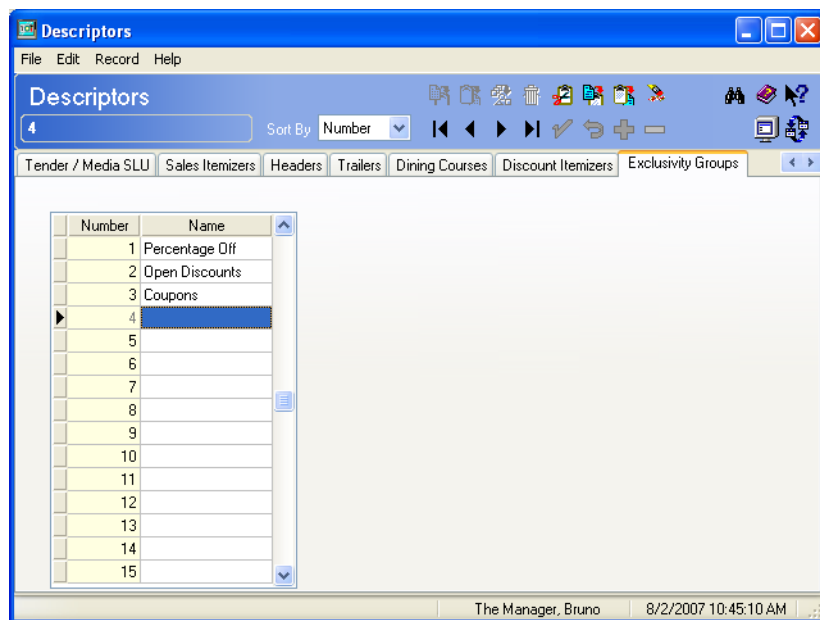 Descriptors
File Edit Record Help
Descriptors
4
Sort By Number
Tender / Media SLU Sales Itemizers Headers Trailers Dining Courses Discount Itemizers Exclusivity Groups
Number Name
1 Percentage Off
2 Open Discounts
3 Coupons
4
5
6
7
8
9
10
11
12
13
14
15
The Manager, Bruno 8/2/2007 10:45:10 AM